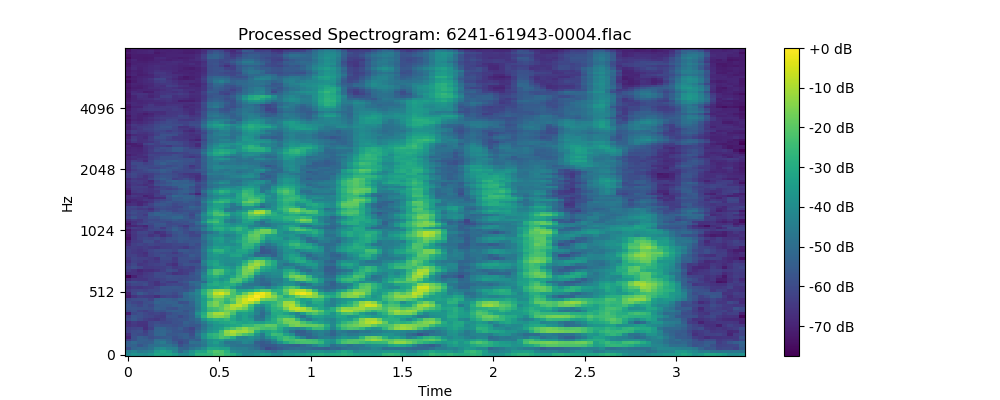 Processed Spectrogram: 6241-61943-0004.flac
Hz
4096
2048
1024
512
0
0
0.5
1
1.5
2
2.5
3
Time
+0 dB
-10 dB
-20 dB
-30 dB
-40 dB
-50 dB
-60 dB
-70 dB